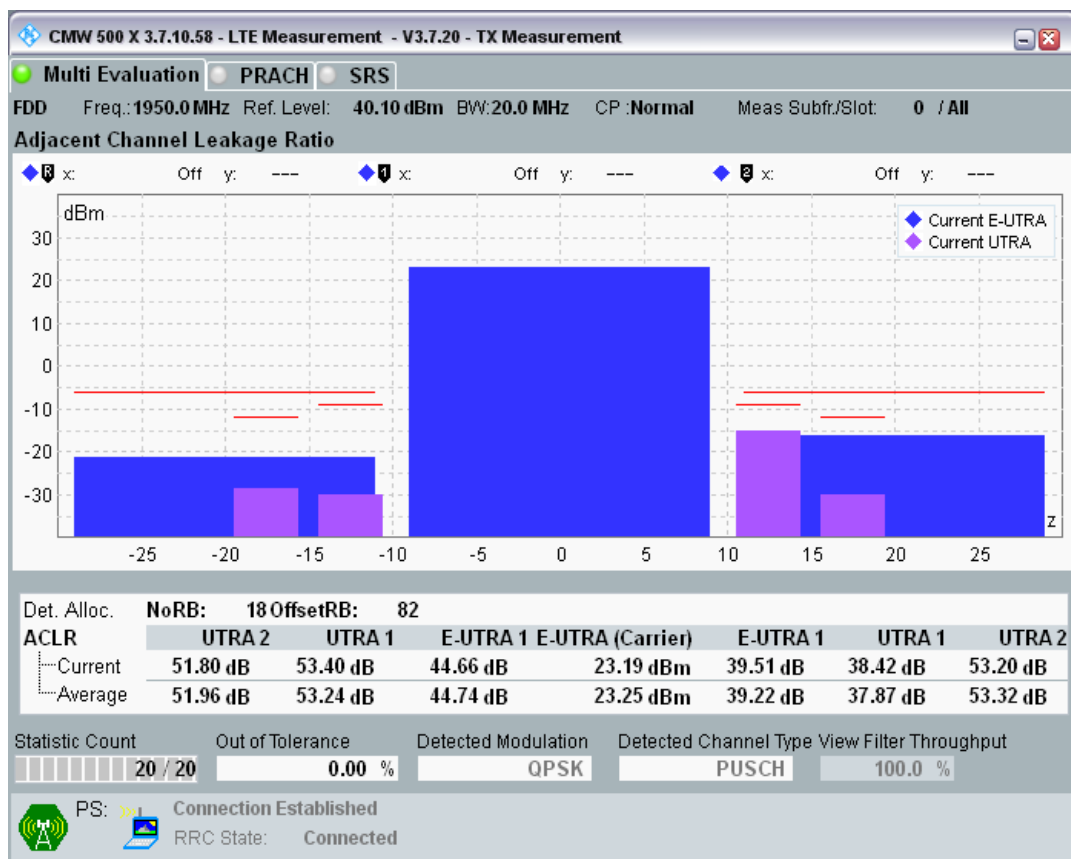 CMW 500 X 3.7.10.58 - LTE Measurement - V3.7.20 - TX Measurement
Multi Evaluation PRACH SRS
FDD Freq.: 1950.0 MHz Ref. Level: 40.10 dBm BW: 20.0 MHz CP : Normal Meas Subfr./Slot: 0 / All
Adjacent Channel Leakage Ratio
R x: Off y: --- 1 x: Off y: --- 2 x: Off y: ---
dBm
Current E-UTRA
Current UTRA
30
20
10
0
-10
-20
-30
z
-25 -20 -15 -10 -5 0 5 10 15 20 25
Det. Alloc. NoRB: 18 OffsetRB: 82
ACLR UTRA 2 UTRA 1 E-UTRA 1 E-UTRA (Carrier) E-UTRA 1 UTRA 1 UTRA 2
Current 51.80 dB 53.40 dB 44.66 dB 23.19 dBm 39.51 dB 38.42 dB 53.20 dB
Average 51.96 dB 53.24 dB 44.74 dB 23.25 dBm 39.22 dB 37.87 dB 53.32 dB
Statistic Count Out of Tolerance Detected Modulation Detected Channel Type View Filter Throughput
20 / 20 0.00 % QPSK PUSCH 100.0 %
PS: Connection Established
RRC State: Connected